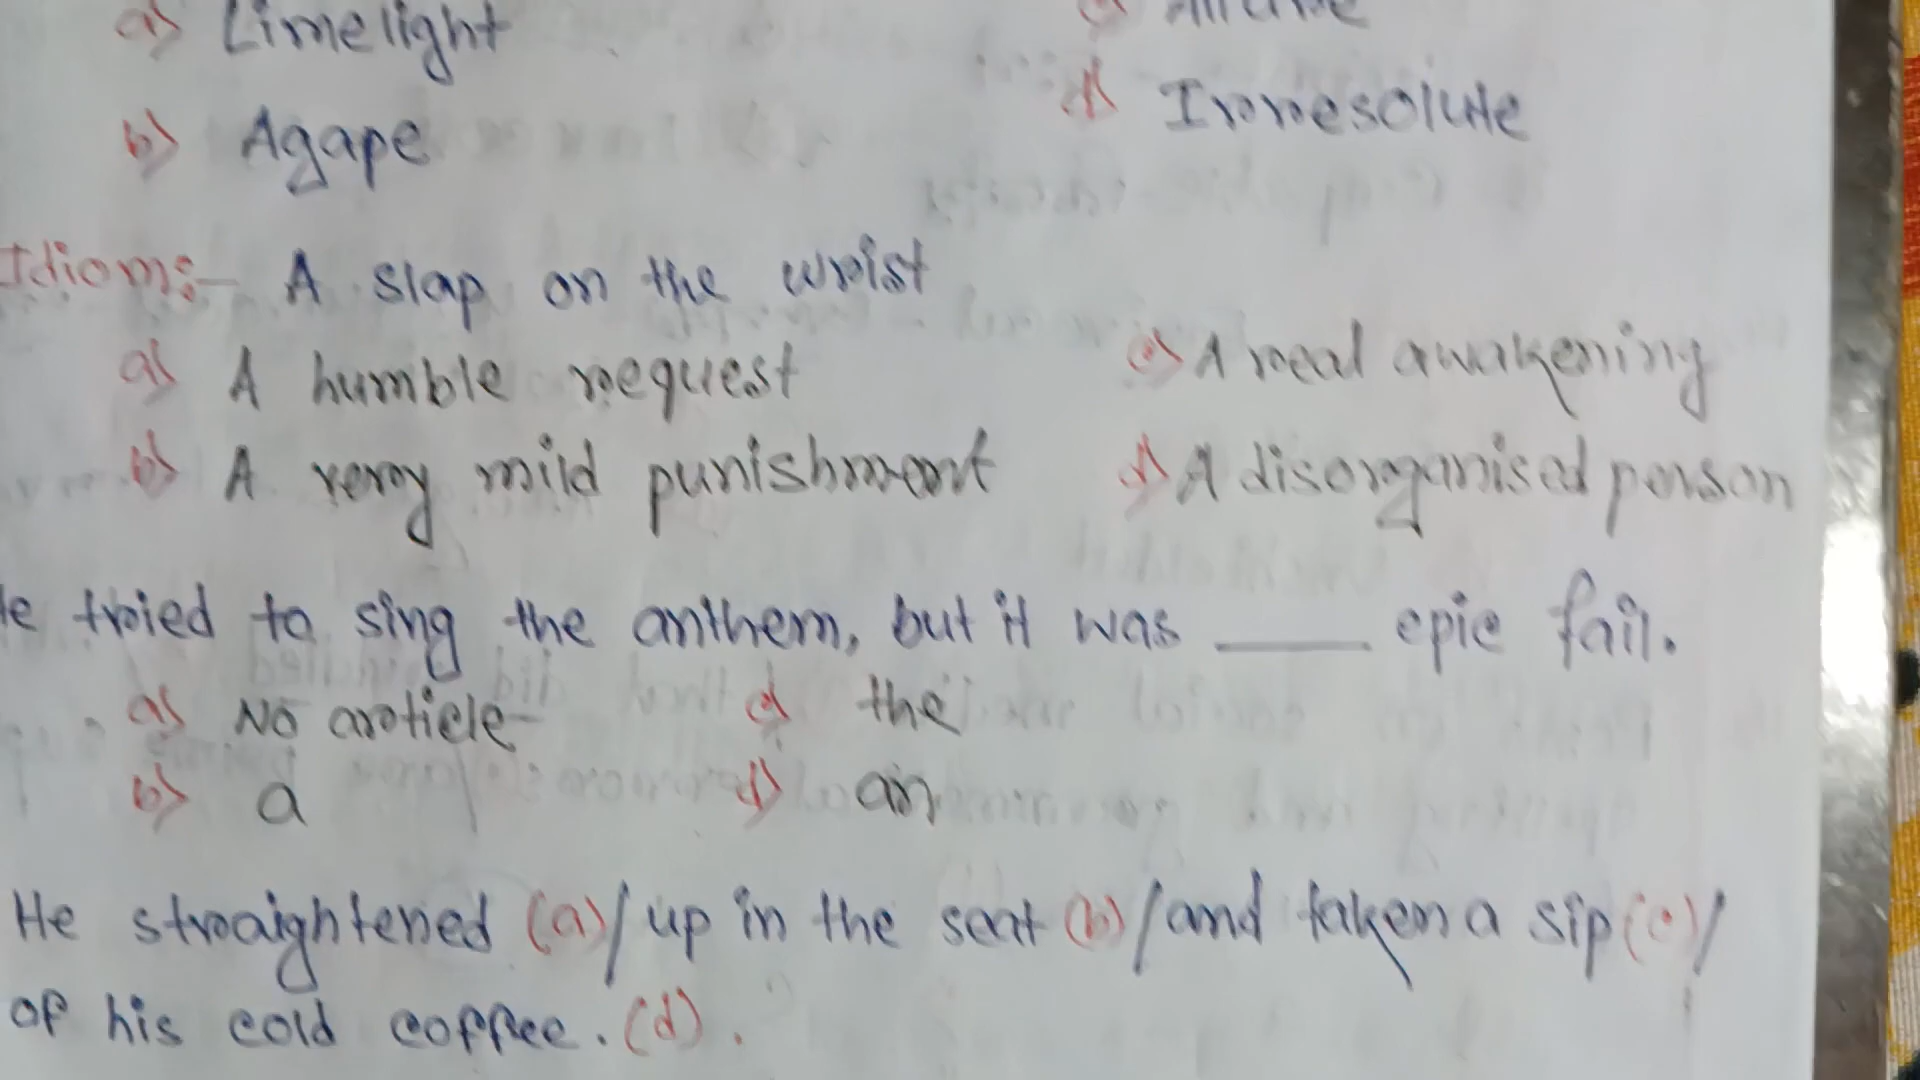 a) Limelight
b) Agape
d) Irresolute
Idiom:- A slap on the wrist
a) A humble request
c) A real awakening
b) A very mild punishment
d) A disorganised person
He tried to sing the anthem, but it was ____ epic fail.
a) No article
c) the
b) a
d) an
He straightened (a)/ up in the seat (b)/ and taken a sip (c)/
of his cold coffee. (d).